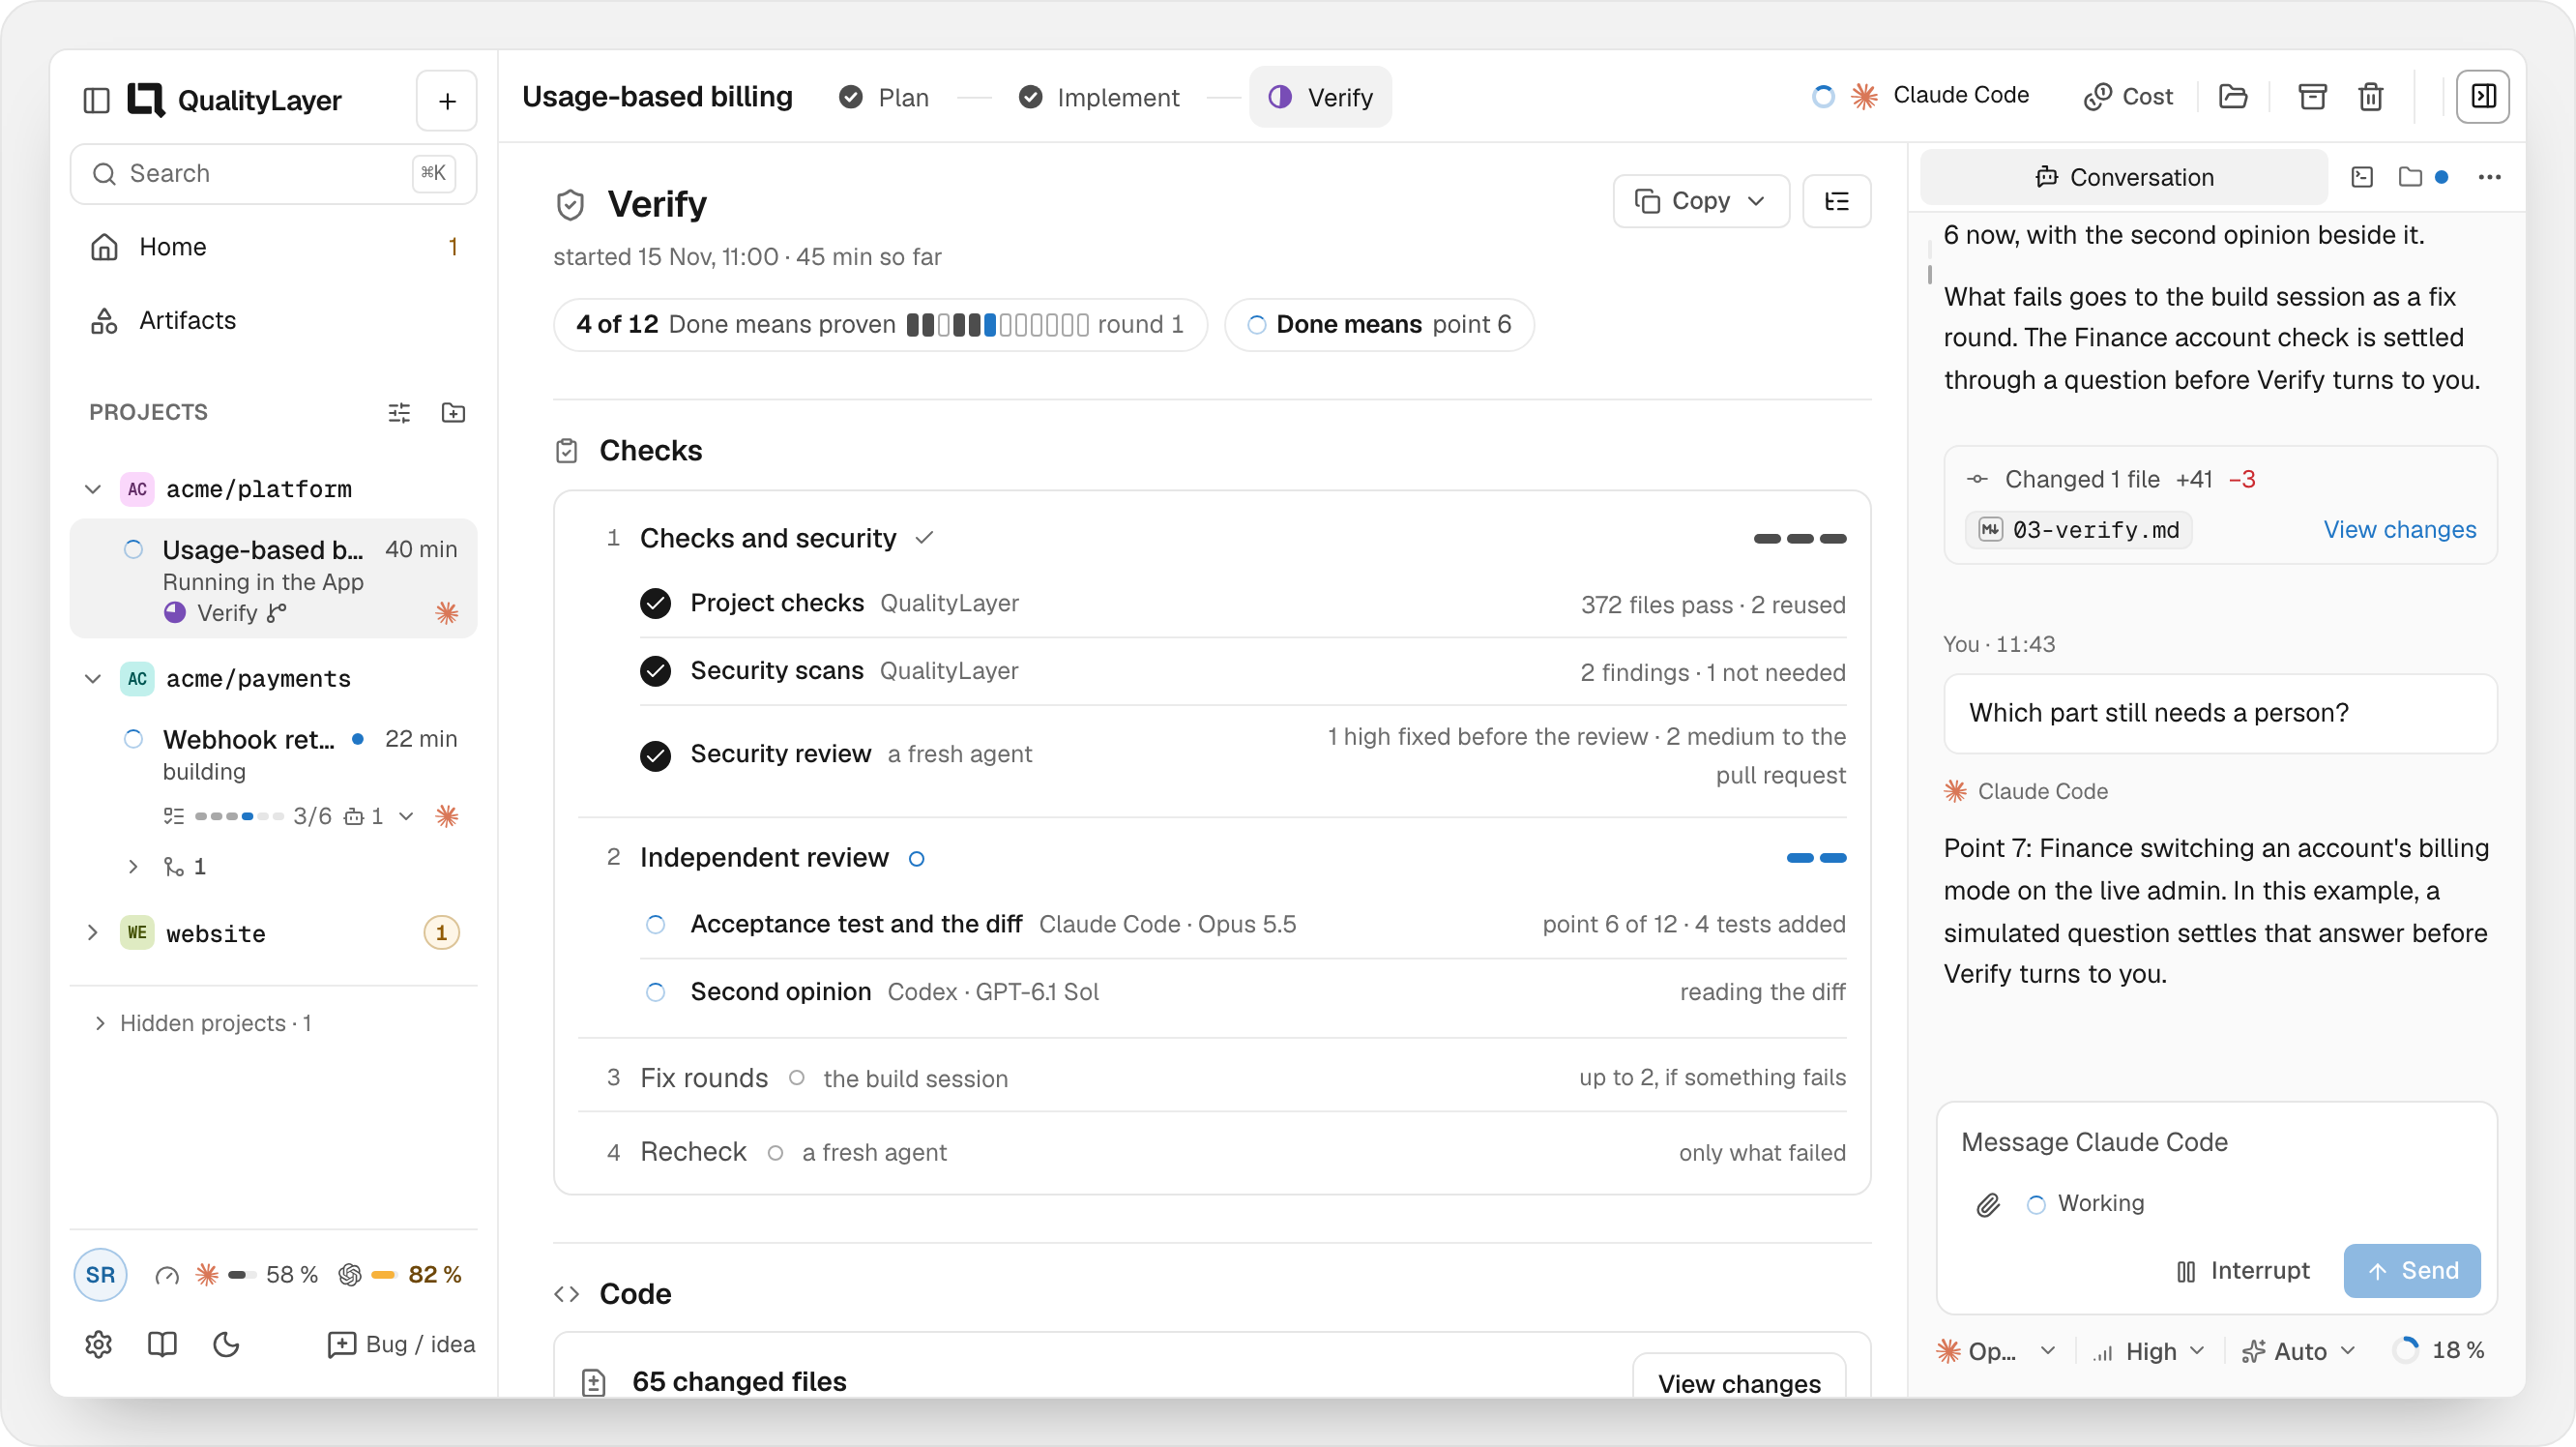 QualityLayer
Search
⌘K
Home
1
Artifacts
PROJECTS
AC acme/platform
Usage-based b... 40 min
Running in the App
Verify
AC acme/payments
Webhook ret... 22 min
building
3/6 1
1
WE website
1
Hidden projects · 1
SR 58 % 82 %
Bug / idea
Usage-based billing
Plan
Implement
Verify
Claude Code
Cost
Verify
Copy
started 15 Nov, 11:00 · 45 min so far
4 of 12 Done means proven round 1
Done means point 6
Checks
1 Checks and security
Project checks QualityLayer 372 files pass · 2 reused
Security scans QualityLayer 2 findings · 1 not needed
Security review a fresh agent 1 high fixed before the review · 2 medium to the
pull request
2 Independent review
Acceptance test and the diff Claude Code · Opus 5.5 point 6 of 12 · 4 tests added
Second opinion Codex · GPT-6.1 Sol reading the diff
3 Fix rounds the build session up to 2, if something fails
4 Recheck a fresh agent only what failed
Code
65 changed files
View changes
Conversation
6 now, with the second opinion beside it.
What fails goes to the build session as a fix
round. The Finance account check is settled
through a question before Verify turns to you.
Changed 1 file +41 −3
03-verify.md
View changes
You · 11:43
Which part still needs a person?
Claude Code
Point 7: Finance switching an account's billing
mode on the live admin. In this example, a
simulated question settles that answer before
Verify turns to you.
Message Claude Code
Working
Interrupt
Send
Op... High Auto 18 %